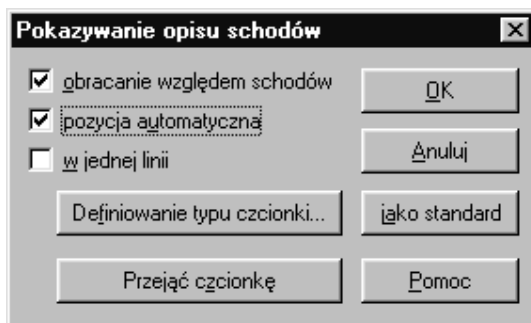 Pokazywanie opisu schodów
obracanie względem schodów
OK
pozycja automatyczna
w jednej linii
Anuluj
Definiowanie typu czcionki...
jako standard
Przejąć czcionkę
Pomoc